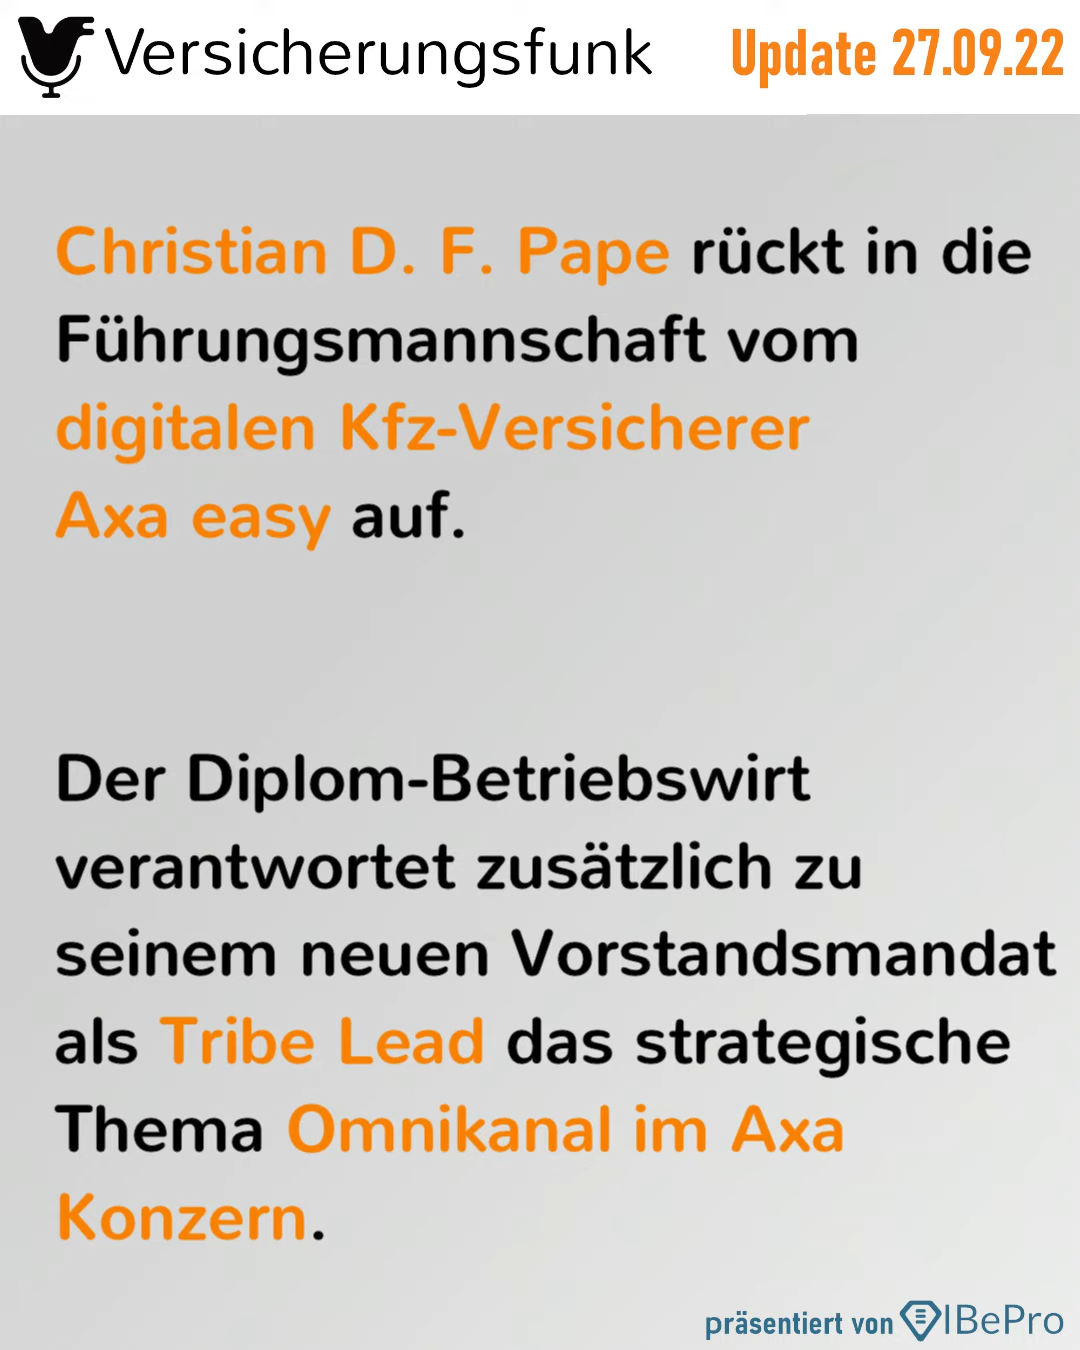 Versicherungsfunk
Update 27.09.22
Christian D. F. Pape rückt in die
Führungsmannschaft vom
digitalen Kfz-Versicherer
Axa easy auf.
Der Diplom-Betriebswirt
verantwortet zusätzlich zu
seinem neuen Vorstandsmandat
als Tribe Lead das strategische
Thema Omnikanal im Axa
Konzern.
präsentiert von IBePro